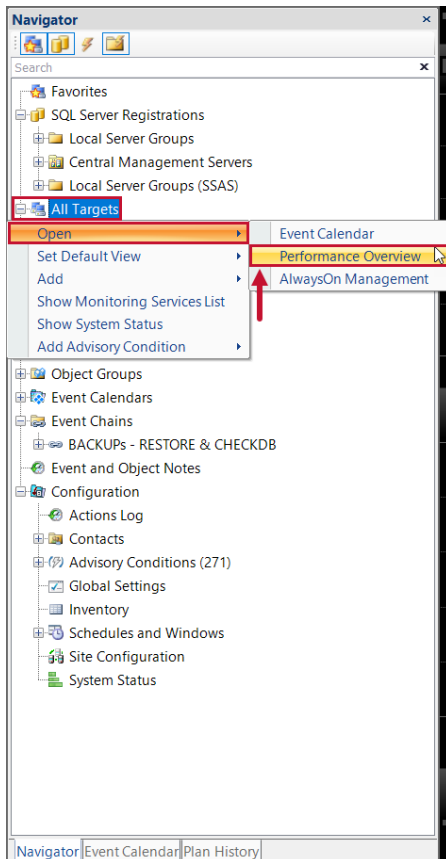 Navigator
Search
Favorites
SQL Server Registrations
Local Server Groups
Central Management Servers
Local Server Groups (SSAS)
All Targets
Open
Event Calendar
Set Default View
Performance Overview
Add
AlwaysOn Management
Show Monitoring Services List
Show System Status
Add Advisory Condition
Object Groups
Event Calendars
Event Chains
BACKUPs - RESTORE & CHECKDB
Event and Object Notes
Configuration
Actions Log
Contacts
Advisory Conditions (271)
Global Settings
Inventory
Schedules and Windows
Site Configuration
System Status
Navigator Event Calendar Plan History